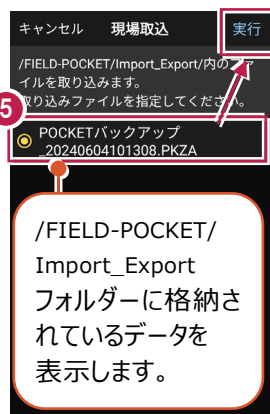 キャンセル 現場取込 実行
/FIELD-POCKET/Import_Export/内のファ
イルを取り込みます。
取り込みファイルを指定してください。
5
POCKETバックアップ
_20240604101308.PKZA
/FIELD-POCKET/
Import_Export
フォルダーに格納さ
れているデータを
表示します。